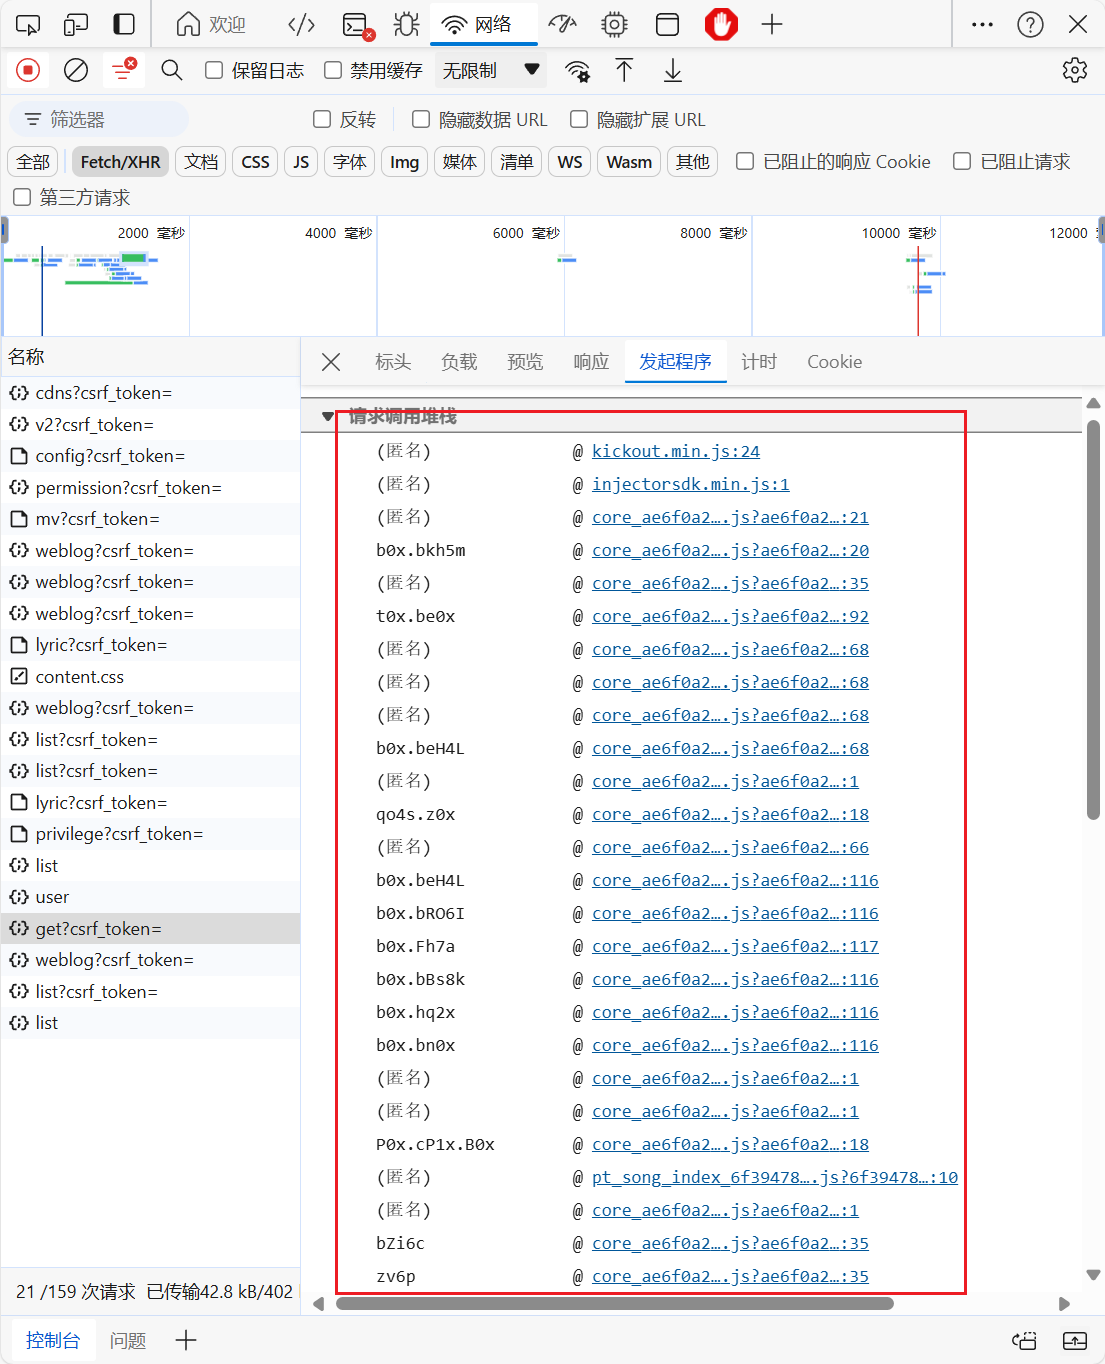 欢迎
网络
保留日志
禁用缓存
无限制
筛选器
反转
隐藏数据 URL
隐藏扩展 URL
全部
Fetch/XHR
文档
CSS
JS
字体
Img
媒体
清单
WS
Wasm
其他
已阻止的响应 Cookie
已阻止请求
第三方请求
2000 毫秒
4000 毫秒
6000 毫秒
8000 毫秒
10000 毫秒
12000
名称
cdns?csrf_token=
v2?csrf_token=
config?csrf_token=
permission?csrf_token=
mv?csrf_token=
weblog?csrf_token=
weblog?csrf_token=
weblog?csrf_token=
lyric?csrf_token=
content.css
weblog?csrf_token=
list?csrf_token=
list?csrf_token=
lyric?csrf_token=
privilege?csrf_token=
list
user
get?csrf_token=
weblog?csrf_token=
list?csrf_token=
list
21 /159 次请求 已传输42.8 kB/402
标头
负载
预览
响应
发起程序
计时
Cookie
请求调用堆栈
(匿名) @ kickout.min.js:24
(匿名) @ injectorsdk.min.js:1
(匿名) @ core_ae6f0a2….js?ae6f0a2…:21
b0x.bkh5m @ core_ae6f0a2….js?ae6f0a2…:20
(匿名) @ core_ae6f0a2….js?ae6f0a2…:35
t0x.be0x @ core_ae6f0a2….js?ae6f0a2…:92
(匿名) @ core_ae6f0a2….js?ae6f0a2…:68
(匿名) @ core_ae6f0a2….js?ae6f0a2…:68
(匿名) @ core_ae6f0a2….js?ae6f0a2…:68
b0x.beH4L @ core_ae6f0a2….js?ae6f0a2…:68
(匿名) @ core_ae6f0a2….js?ae6f0a2…:1
qo4s.z0x @ core_ae6f0a2….js?ae6f0a2…:18
(匿名) @ core_ae6f0a2….js?ae6f0a2…:66
b0x.beH4L @ core_ae6f0a2….js?ae6f0a2…:116
b0x.bRO6I @ core_ae6f0a2….js?ae6f0a2…:116
b0x.Fh7a @ core_ae6f0a2….js?ae6f0a2…:117
b0x.bBs8k @ core_ae6f0a2….js?ae6f0a2…:116
b0x.hq2x @ core_ae6f0a2….js?ae6f0a2…:116
b0x.bn0x @ core_ae6f0a2….js?ae6f0a2…:116
(匿名) @ core_ae6f0a2….js?ae6f0a2…:1
(匿名) @ core_ae6f0a2….js?ae6f0a2…:1
P0x.cP1x.B0x @ core_ae6f0a2….js?ae6f0a2…:18
(匿名) @ pt_song_index_6f39478….js?6f39478…:10
(匿名) @ core_ae6f0a2….js?ae6f0a2…:1
bZi6c @ core_ae6f0a2….js?ae6f0a2…:35
zv6p @ core_ae6f0a2….js?ae6f0a2…:35
控制台
问题